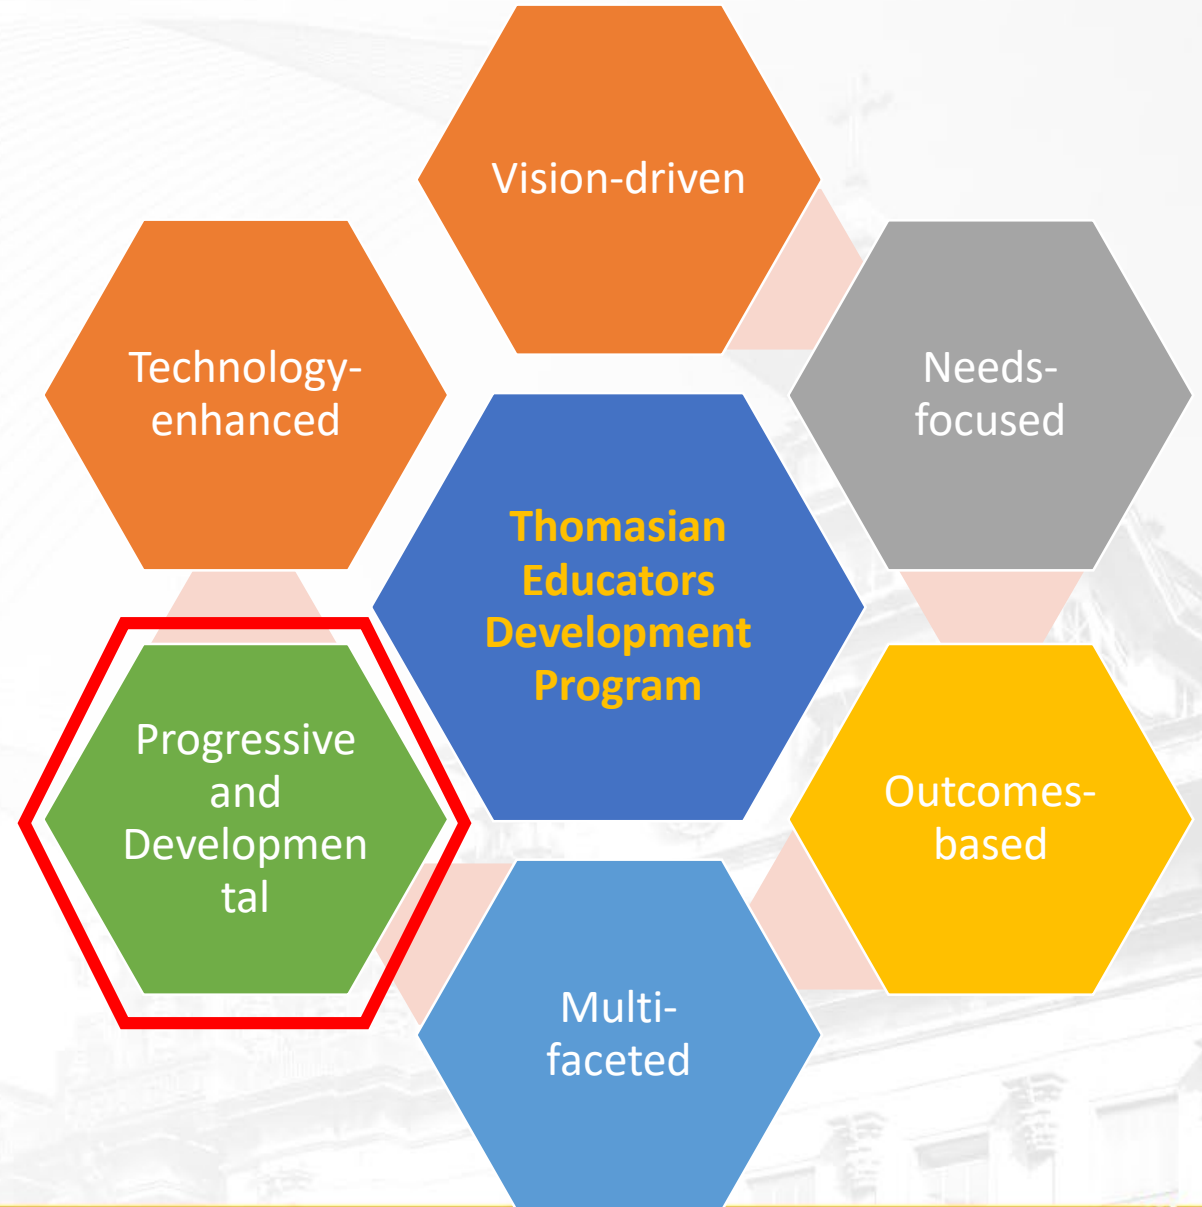 Vision-driven
Technology-
enhanced
Needs-
focused
Thomasian
Educators
Development
Program
Progressive
and
Developmen
tal
Outcomes-
based
Multi-
faceted